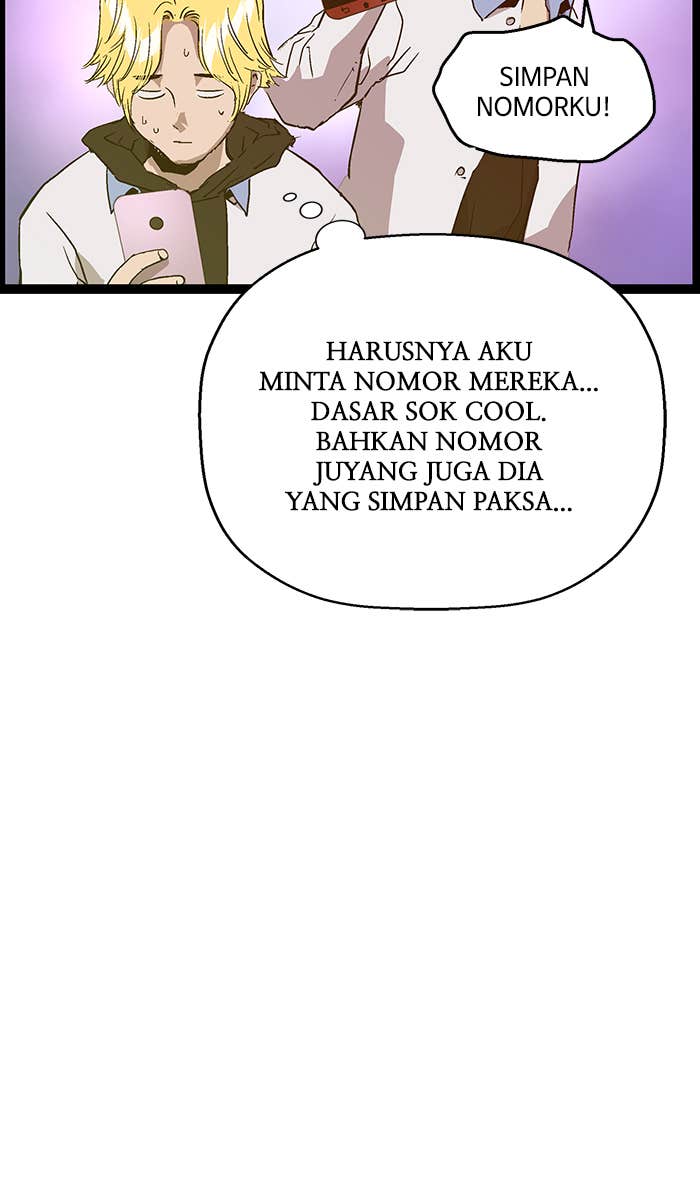 SIMPAN
NOMORKU!
HARUSNYA AKU
MINTA NOMOR MEREKA...
DASAR SOK COOL.
BAHKAN NOMOR
JUYANG JUGA DIA
YANG SIMPAN PAKSA...